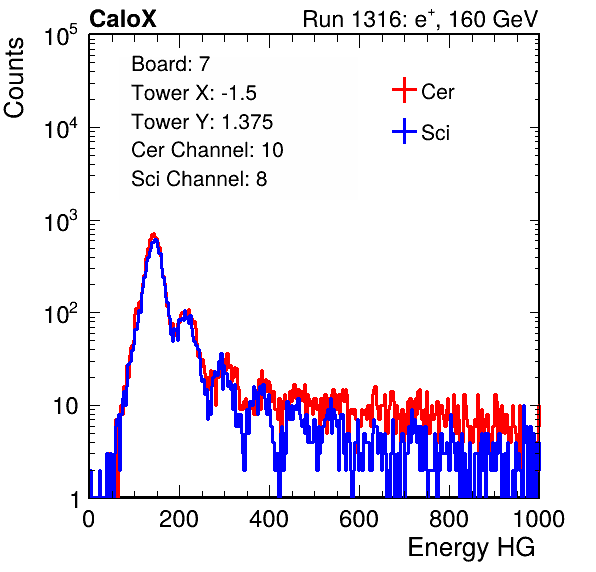 CaloX Run 1316: e⁺, 160 GeV
Board: 7
Tower X: -1.5
Tower Y: 1.375
Cer Channel: 10
Sci Channel: 8
Cer
Sci
Counts
10⁵
10⁴
10³
10²
10
1
0 200 400 600 800 1000
Energy HG